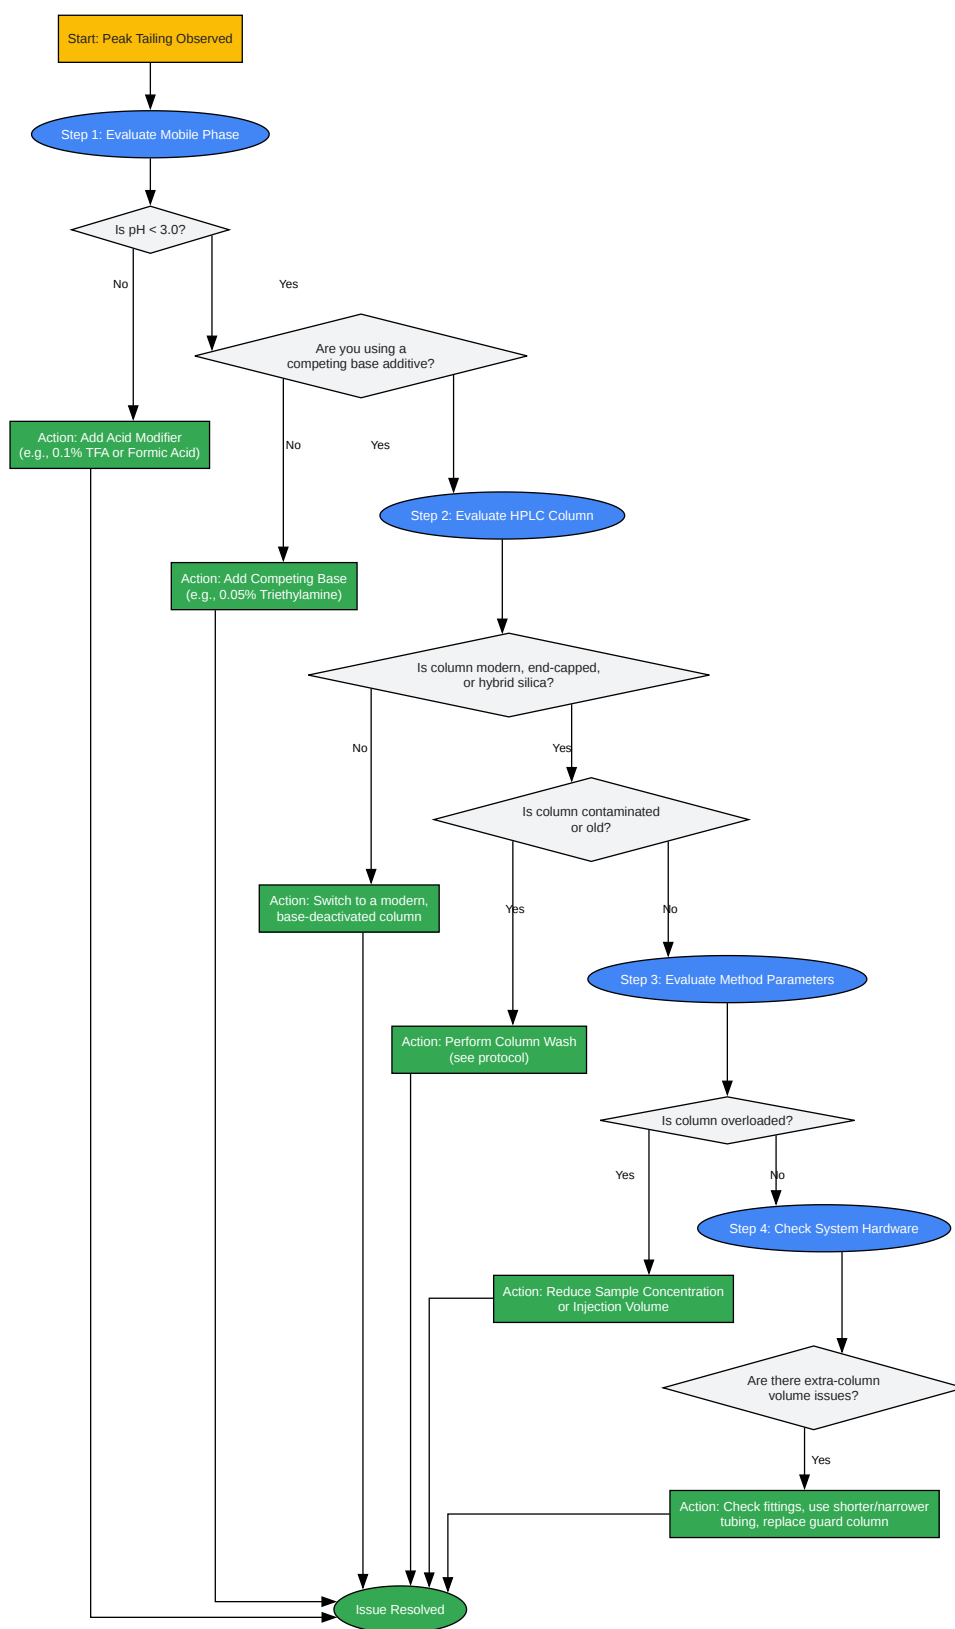 Start: Peak Tailing Observed
Step 1: Evaluate Mobile Phase
Is pH < 3.0?
No
Yes
Are you using a
competing base additive?
Action: Add Acid Modifier
(e.g., 0.1% TFA or Formic Acid)
No
Yes
Step 2: Evaluate HPLC Column
Action: Add Competing Base
(e.g., 0.05% Triethylamine)
Is column modern, end-capped,
or hybrid silica?
No
Yes
Is column contaminated
or old?
Action: Switch to a modern,
base-deactivated column
Yes
No
Step 3: Evaluate Method Parameters
Action: Perform Column Wash
(see protocol)
Is column overloaded?
Yes
No
Step 4: Check System Hardware
Action: Reduce Sample Concentration
or Injection Volume
Are there extra-column
volume issues?
Yes
Action: Check fittings, use shorter/narrower
tubing, replace guard column
Issue Resolved